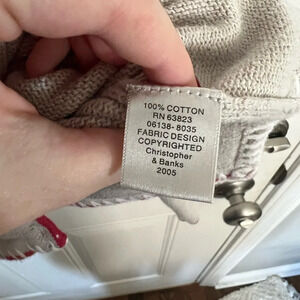 100% COTTON
RN 63823
06138-8035
FABRIC DESIGN
COPYRIGHTED
Christopher
& Banks
2005